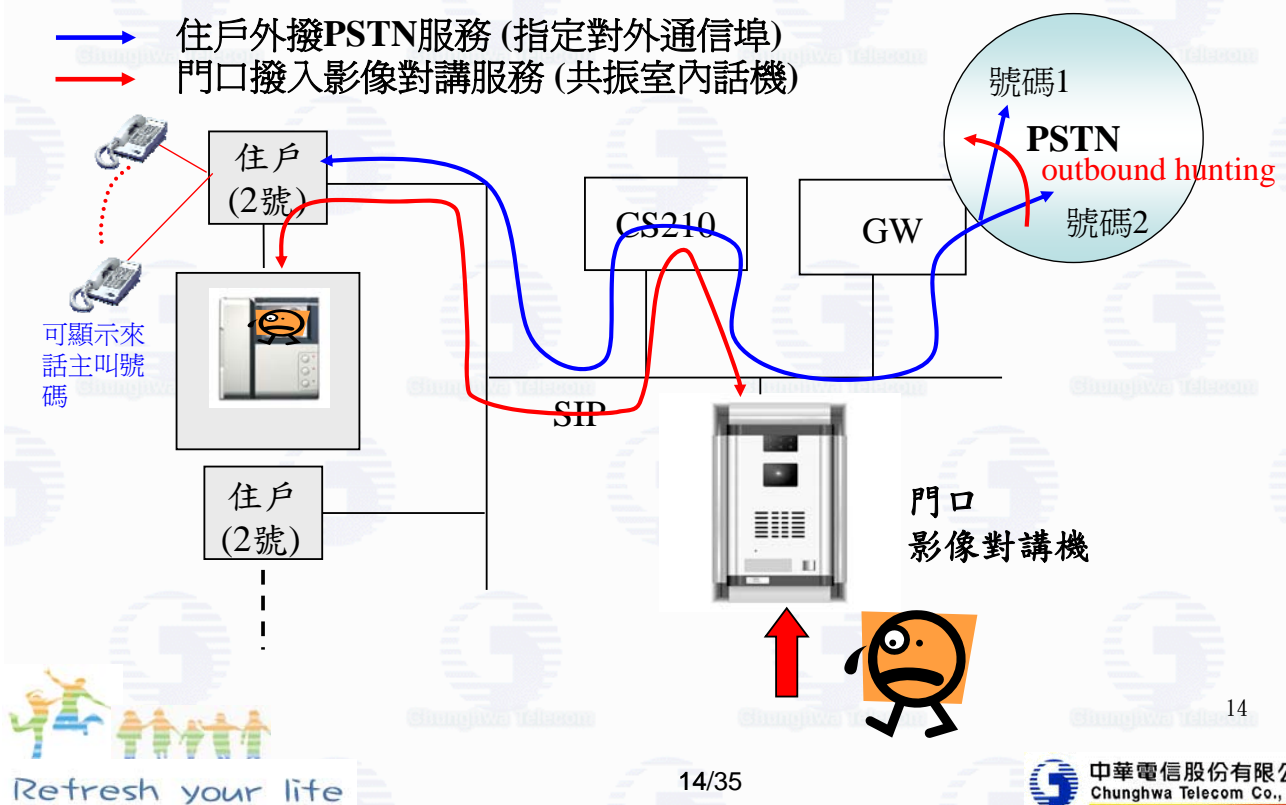 住戶外撥PSTN服務 (指定對外通信埠)
門口撥入影像對講服務 (共振室內話機)
號碼1
PSTN
outbound hunting
號碼2
住戶
(2號)
CS210
GW
可顯示來
話主叫號
碼
SIP
住戶
(2號)
門口
影像對講機
14
Refresh your life
14/35
中華電信股份有限
Chunghwa Telecom Co.,